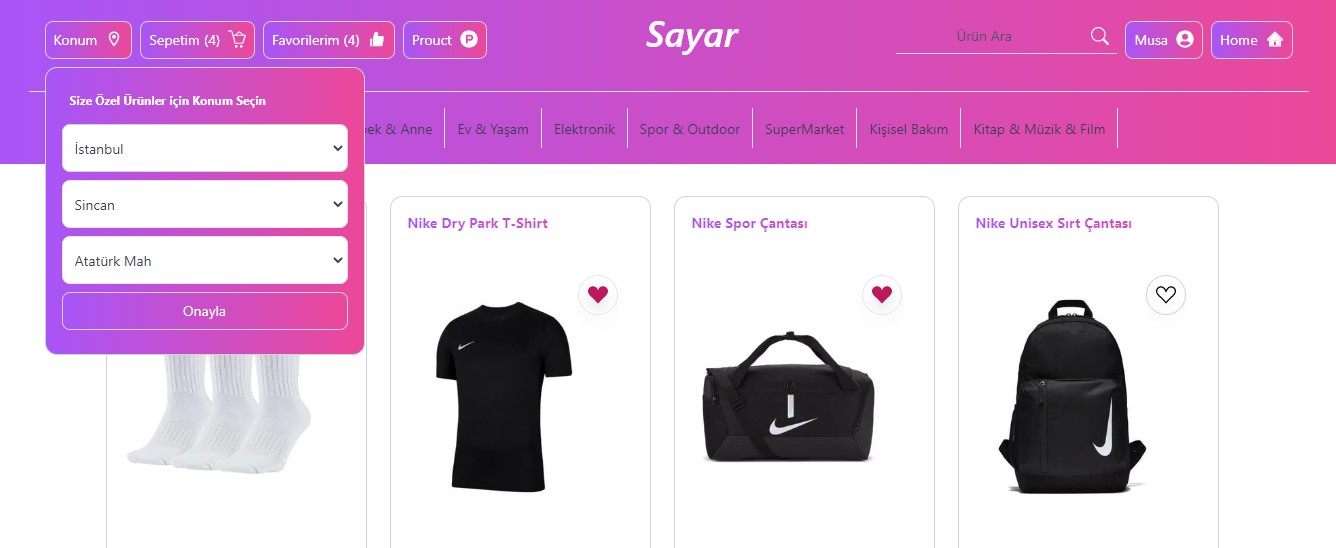 Konum
Sepetim (4)
Favorilerim (4)
Prouct
Sayar
Ürün Ara
Musa
Home
Size Özel Ürünler için Konum Seçin
İstanbul
Sincan
Atatürk Mah
Onayla
& Anne
Ev & Yaşam
Elektronik
Spor & Outdoor
SuperMarket
Kişisel Bakım
Kitap & Müzik & Film
Nike Dry Park T-Shirt
Nike Spor Çantası
Nike Unisex Sırt Çantası